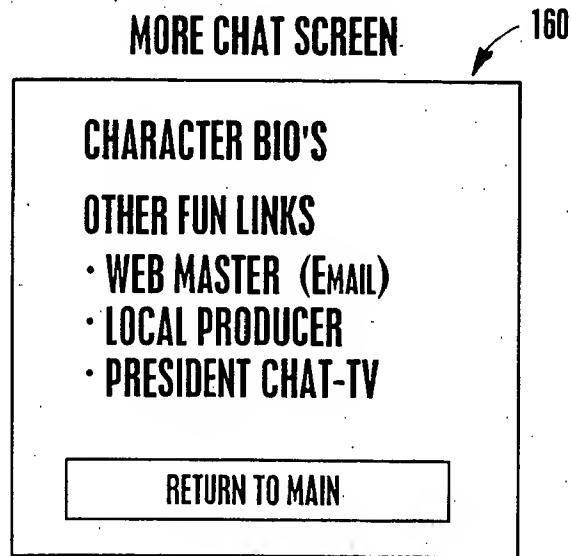 MORE CHAT SCREEN
160
CHARACTER BIO'S
OTHER FUN LINKS
· WEB MASTER (EMAIL)
· LOCAL PRODUCER
· PRESIDENT CHAT-TV
RETURN TO MAIN